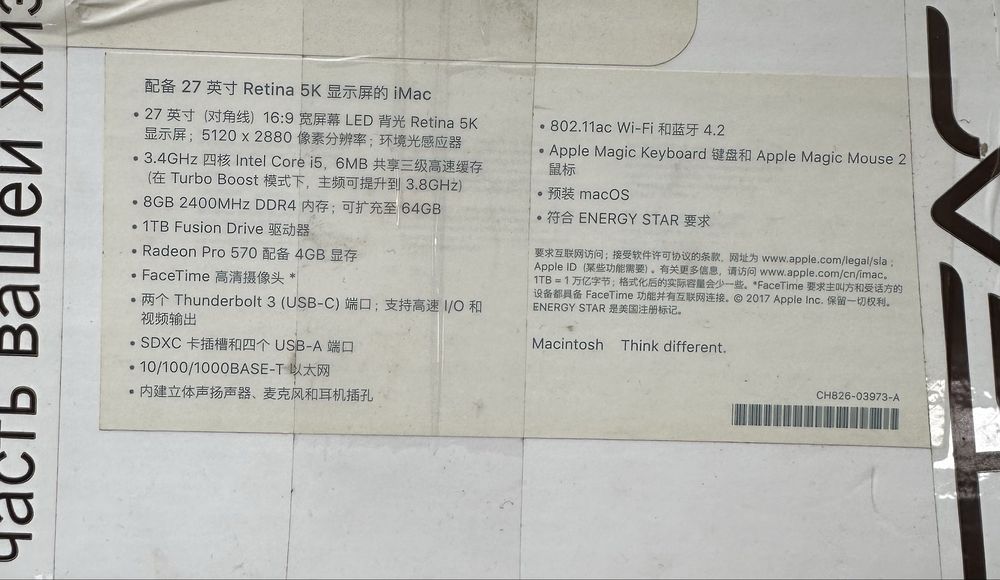 часть вашей жиз
配备 27 英寸 Retina 5K 显示屏的 iMac
• 27 英寸（对角线）16:9 宽屏幕 LED 背光 Retina 5K
显示屏；5120 x 2880 像素分辨率；环境光感应器
• 3.4GHz 四核 Intel Core i5，6MB 共享三级高速缓存
(在 Turbo Boost 模式下，主频可提升到 3.8GHz)
• 8GB 2400MHz DDR4 内存；可扩充至 64GB
• 1TB Fusion Drive 驱动器
• Radeon Pro 570 配备 4GB 显存
• FaceTime 高清摄像头 *
• 两个 Thunderbolt 3 (USB-C) 端口；支持高速 I/O 和
视频输出
• SDXC 卡插槽和四个 USB-A 端口
• 10/100/1000BASE-T 以太网
• 内建立体声扬声器、麦克风和耳机插孔
• 802.11ac Wi-Fi 和蓝牙 4.2
• Apple Magic Keyboard 键盘和 Apple Magic Mouse 2
鼠标
• 预装 macOS
• 符合 ENERGY STAR 要求
要求互联网访问；接受软件许可协议的条款，网址为 www.apple.com/legal/sla；
Apple ID（某些功能需要）。有关更多信息，请访问 www.apple.com/cn/imac。
1TB = 1 万亿字节；格式化后的实际容量会少一些。*FaceTime 要求主叫方和受话方的
设备都具备 FaceTime 功能并有互联网连接。© 2017 Apple Inc. 保留一切权利。
ENERGY STAR 是美国注册标记。
Macintosh Think different.
CH826-03973-A